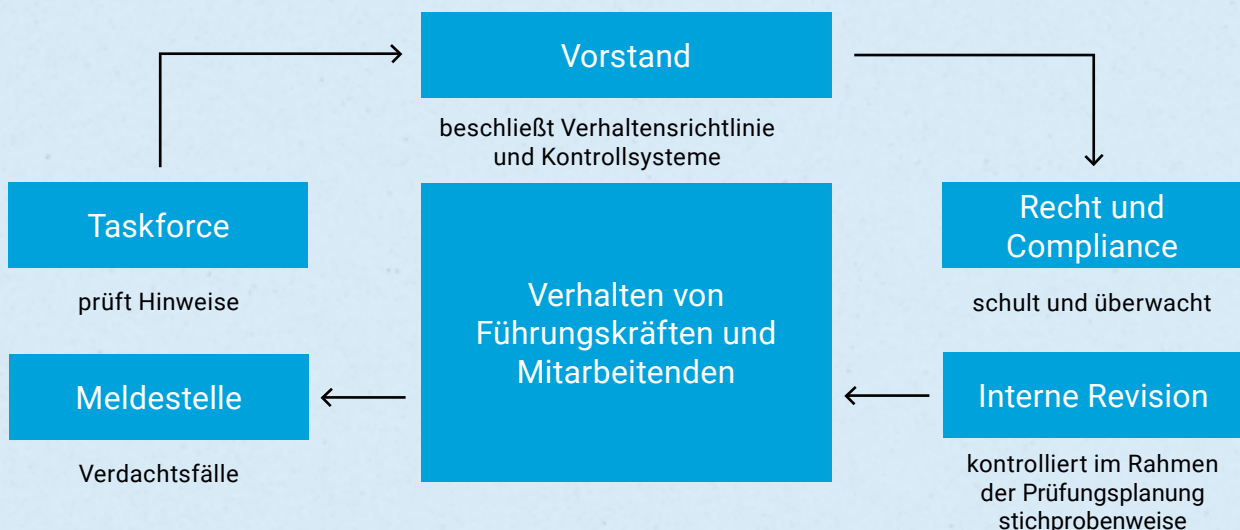 Vorstand
beschließt Verhaltensrichtlinie
und Kontrollsysteme
Taskforce
prüft Hinweise
Recht und
Compliance
schult und überwacht
Verhalten von
Führungskräften und
Mitarbeitenden
Meldestelle
Verdachtsfälle
Interne Revision
kontrolliert im Rahmen
der Prüfungsplanung
stichprobenweise